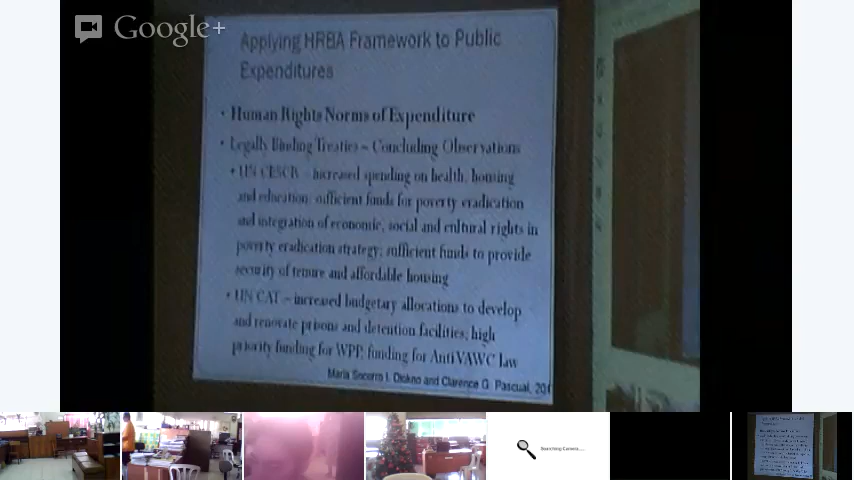 Google+
Applying HRBA Framework to Public
Expenditures
• Human Rights Norms of Expenditure
• Legally Binding Treaties – Concluding Observations
• UN CESCR – increased spending on health, housing
and education; sufficient funds for poverty eradication
and integration of economic, social and cultural rights in
poverty eradication strategy; sufficient funds to provide
security of tenure and affordable housing
• UN CAT – increased budgetary allocations to develop
and renovate prisons and detention facilities; high
priority funding for WPP; funding for AntiVAWC law
Maria Socorro I. Diokno and Clarence G. Pascual, 201
Searching Camera.....